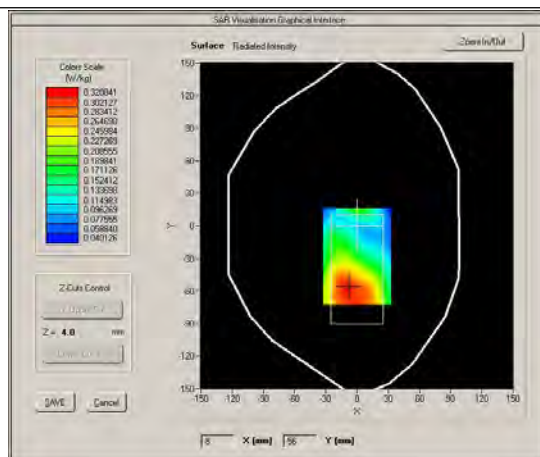 SAR Visualisation Graphical Interface
Surface Radiated Intensity
Zoom In/Out
Colors Scale
(W/kg)
0.320841
0.302127
0.283412
0.264698
0.245984
0.227269
0.208555
0.189841
0.171126
0.152412
0.133698
0.114983
0.096269
0.077555
0.058840
0.040126
150
120
90
60
30
0
-30
-60
-90
-120
150
Y
-150 -120 -90 -60 -30 0 30 60 90 120 150
X
Z-Cuts Control
Z = 4.0 mm
SAVE Cancel
X (mm) 56 Y (mm)